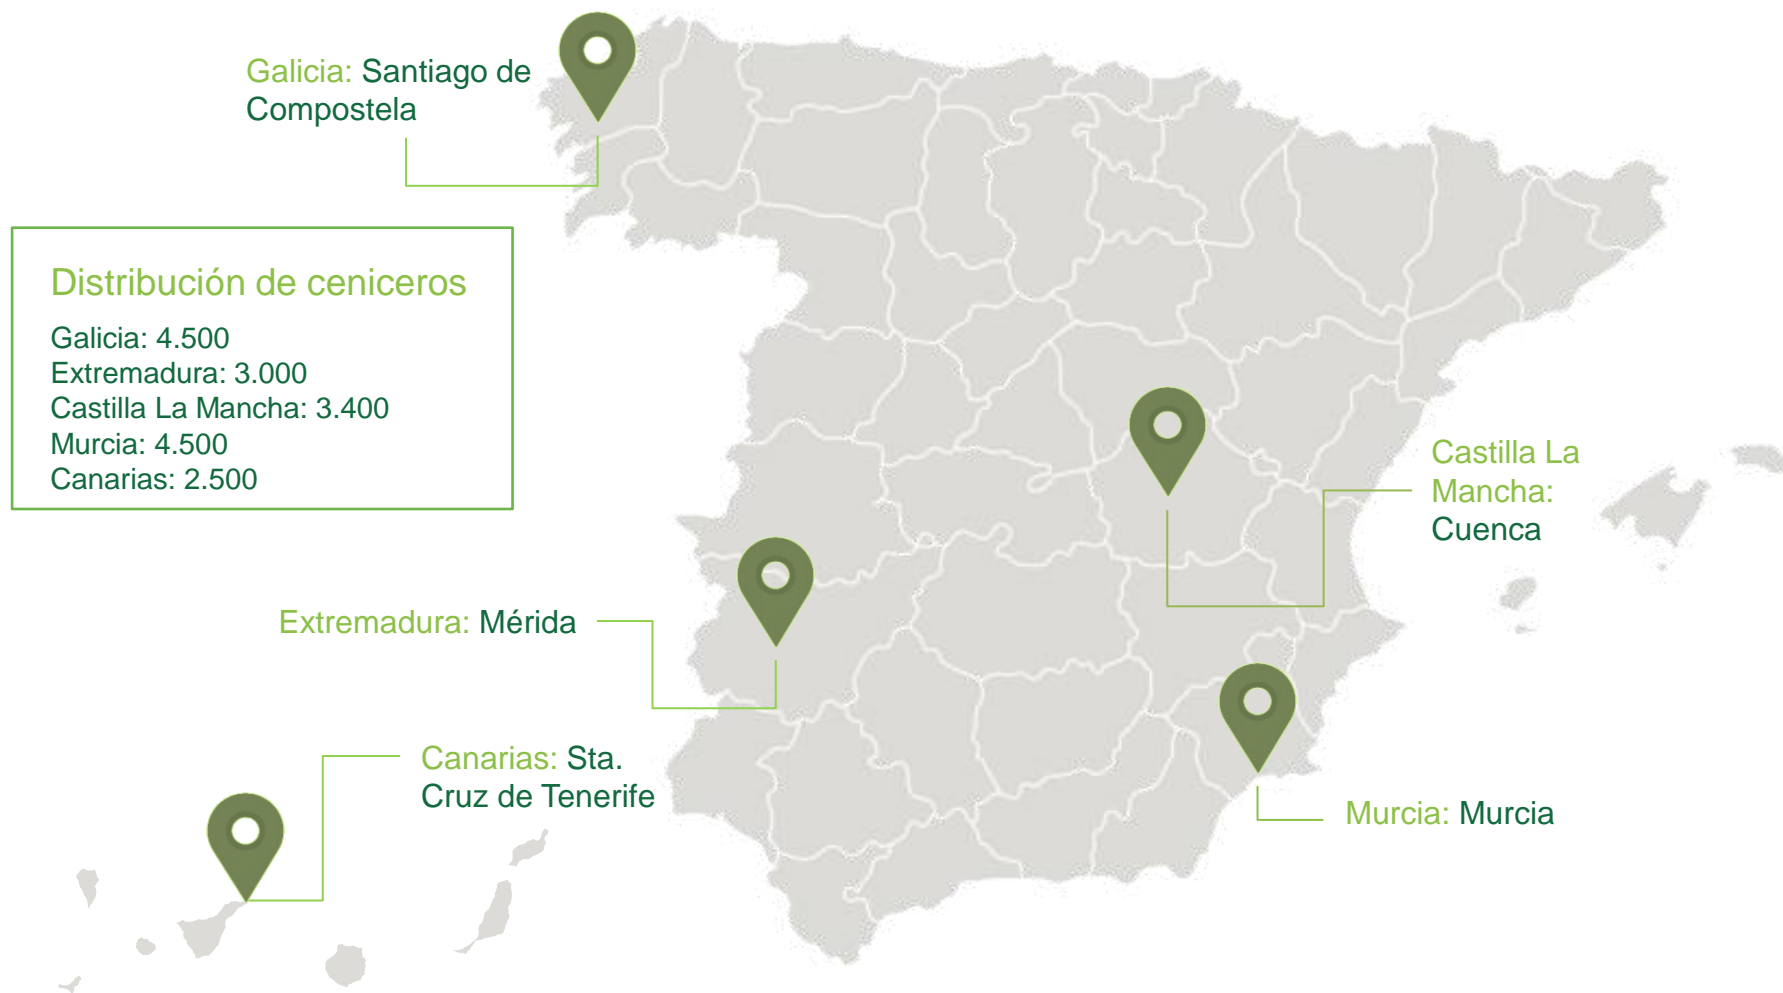 Galicia: Santiago de
Compostela
Distribución de ceniceros
Galicia: 4.500
Extremadura: 3.000
Castilla La Mancha: 3.400
Murcia: 4.500
Canarias: 2.500
Castilla La
Mancha:
Cuenca
Extremadura: Mérida
Canarias: Sta.
Cruz de Tenerife
Murcia: Murcia